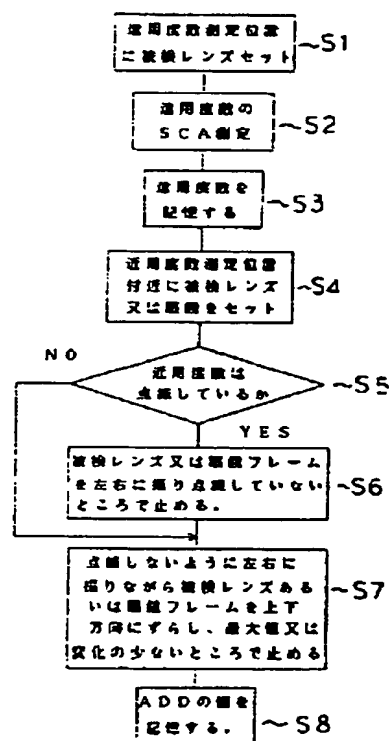 遠用度数測定位置
に被検レンズセット
~S1
遠用度数の
SCA測定
~S2
遠用度数を
記憶する
~S3
近用度数測定位置
付近に被検レンズ
又は眼鏡をセット
~S4
NO
近用度数は
点滅しているか
~S5
YES
被検レンズ又は眼鏡フレーム
を左右に振り点滅していない
ところで止める。
~S6
点滅しないように左右に
振りながら被検レンズある
いは眼鏡フレームを上下
方向にずらし、最大値又は
変化の少ないところで止める
~S7
ADDの値を
記憶する。
~S8